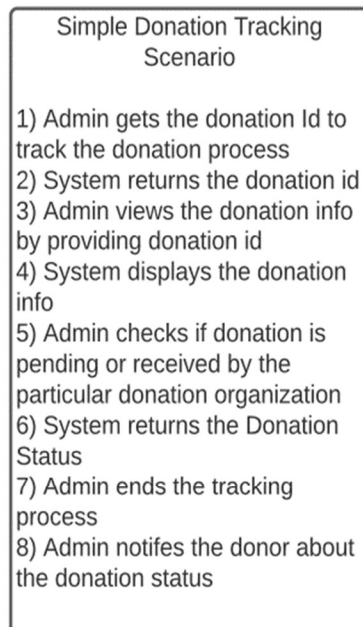 Simple Donation Tracking
Scenario
1) Admin gets the donation Id to
track the donation process
2) System returns the donation id
3) Admin views the donation info
by providing donation id
4) System displays the donation
info
5) Admin checks if donation is
pending or received by the
particular donation organization
6) System returns the Donation
Status
7) Admin ends the tracking
process
8) Admin notifes the donor about
the donation status